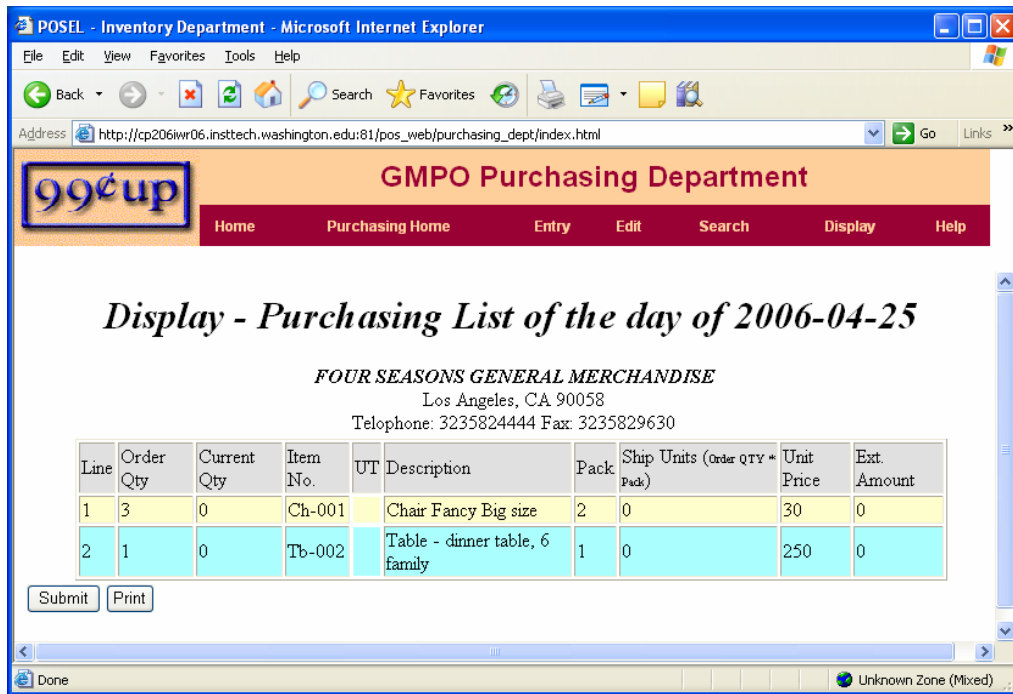 POSEL - Inventory Department - Microsoft Internet Explorer
File Edit View Favorites Tools Help
Back Search Favorites
Address http://cp206iwr06.insttech.washington.edu:81/pos_web/purchasing_dept/index.html Go Links »
99¢up
GMPO Purchasing Department
Home Purchasing Home Entry Edit Search Display Help
Display - Purchasing List of the day of 2006-04-25
FOUR SEASONS GENERAL MERCHANDISE
Los Angeles, CA 90058
Telophone: 3235824444 Fax: 3235829630
Line Order Qty Current Qty Item No. UT Description Pack Ship Units (Order QTY * Pack) Unit Price Ext. Amount
1 3 0 Ch-001 Chair Fancy Big size 2 0 30 0
2 1 0 Tb-002 Table - dinner table, 6 family 1 0 250 0
Submit Print
Done Unknown Zone (Mixed)